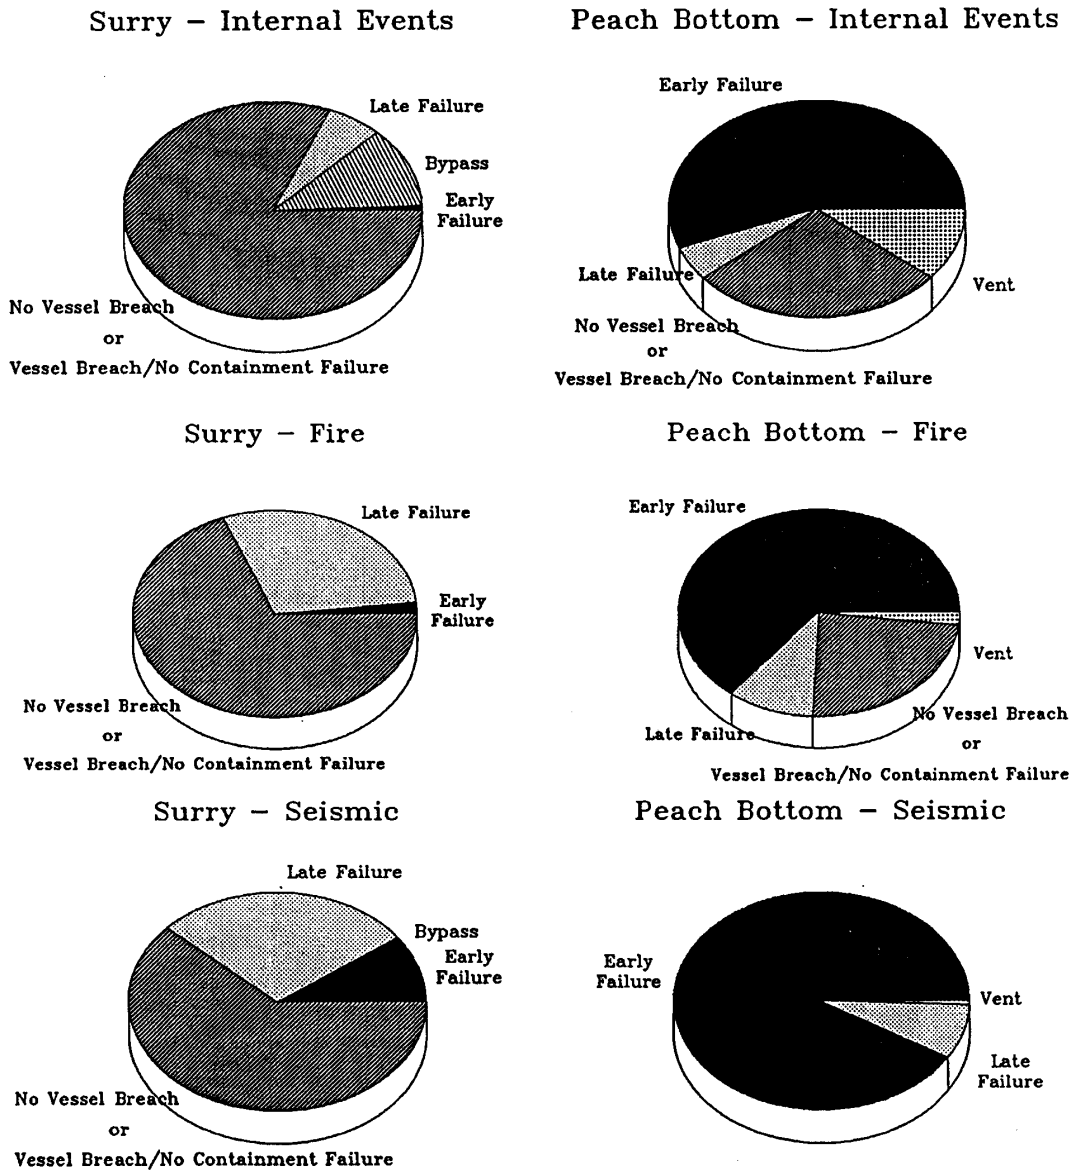 Surry – Internal Events
Late Failure
Bypass
Early
Failure
No Vessel Breach
or
Vessel Breach/No Containment Failure
Peach Bottom – Internal Events
Early Failure
Late Failure
Vent
No Vessel Breach
or
Vessel Breach/No Containment Failure
Surry – Fire
Late Failure
Early
Failure
No Vessel Breach
or
Vessel Breach/No Containment Failure
Peach Bottom – Fire
Early Failure
Vent
Late Failure
No Vessel Breach
or
Vessel Breach/No Containment Failure
Surry – Seismic
Late Failure
Bypass
Early
Failure
No Vessel Breach
or
Vessel Breach/No Containment Failure
Peach Bottom – Seismic
Early
Failure
Vent
Late
Failure